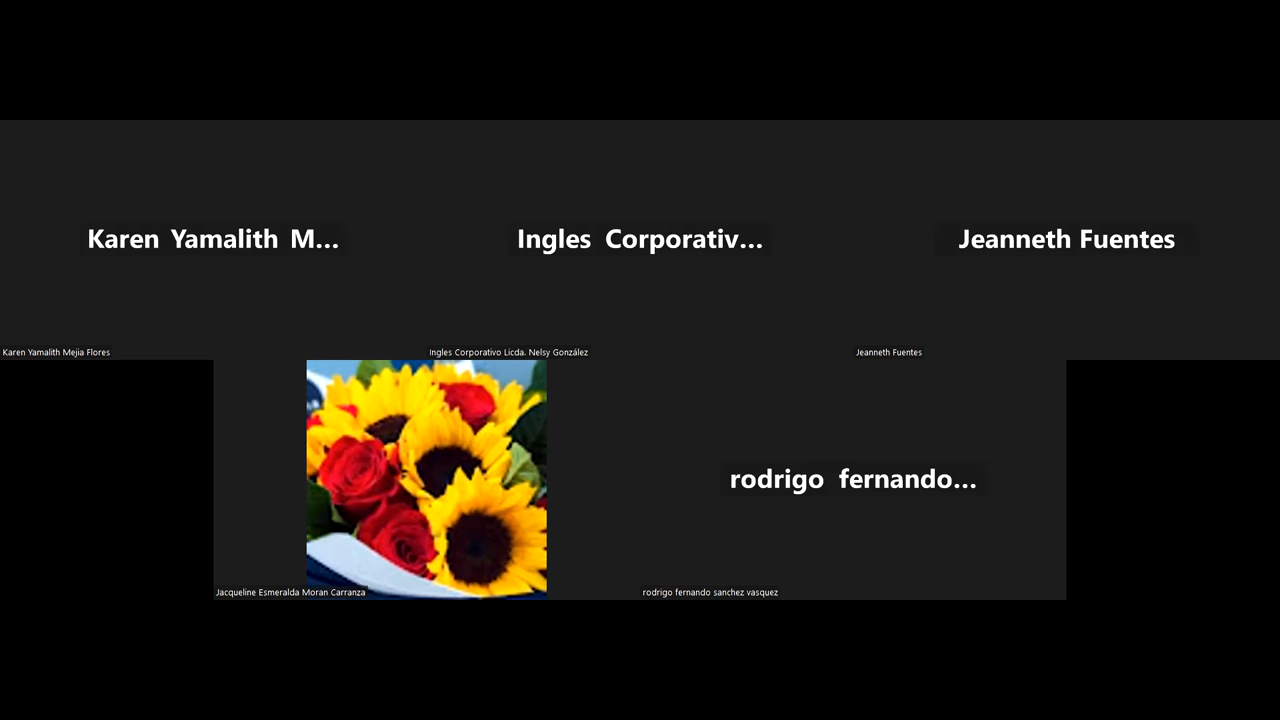 Karen Yamalith M...
Ingles Corporativ...
Jeanneth Fuentes
Karen Yamalith Mejia Flores
Ingles Corporativo Licda. Nelsy González
Jeanneth Fuentes
rodrigo fernando...
Jacqueline Esmeralda Moran Carranza
rodrigo fernando sanchez vasquez